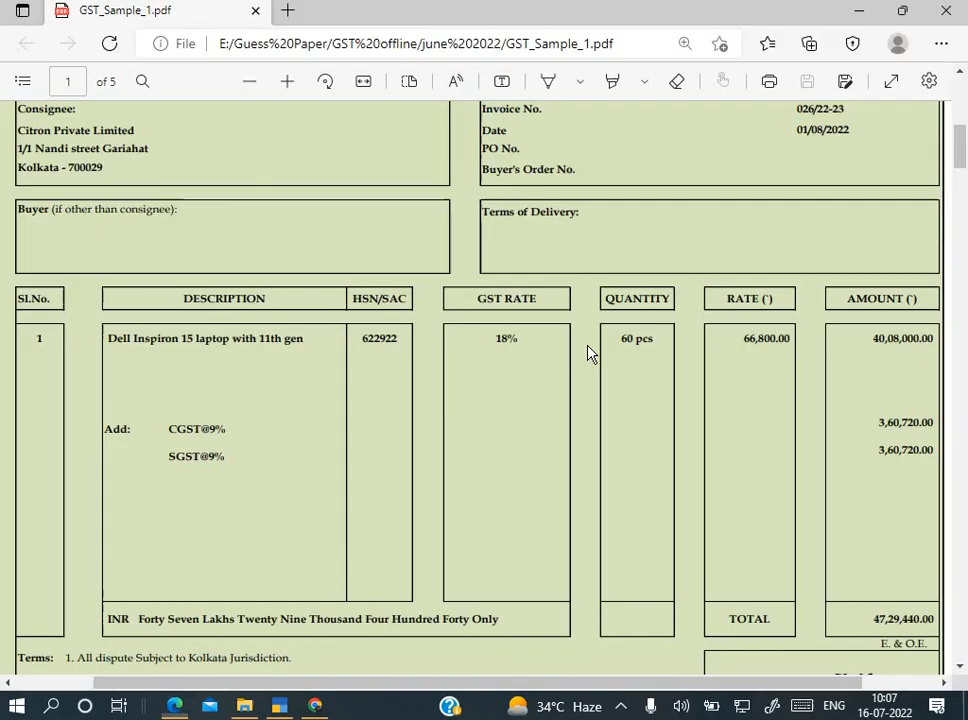 GST_Sample_1.pdf
File E:/Guess%20Paper/GST%20offline/june%202022/GST_Sample_1.pdf
1 of 5
Consignee:
Citron Private Limited
1/1 Nandi street Gariahat
Kolkata - 700029
Invoice No. 026/22-23
Date 01/08/2022
PO No.
Buyer's Order No.
Buyer (if other than consignee):
Terms of Delivery:
Sl.No. DESCRIPTION HSN/SAC GST RATE QUANTITY RATE (`) AMOUNT (`)
1 Dell Inspiron 15 laptop with 11th gen 622922 18% 60 pcs 66,800.00 40,08,000.00
Add: CGST@9% 3,60,720.00
SGST@9% 3,60,720.00
INR Forty Seven Lakhs Twenty Nine Thousand Four Hundred Forty Only TOTAL 47,29,440.00
E. & O.E.
Terms: 1. All dispute Subject to Kolkata Jurisdiction.
34°C Haze ENG 10:07
16-07-2022